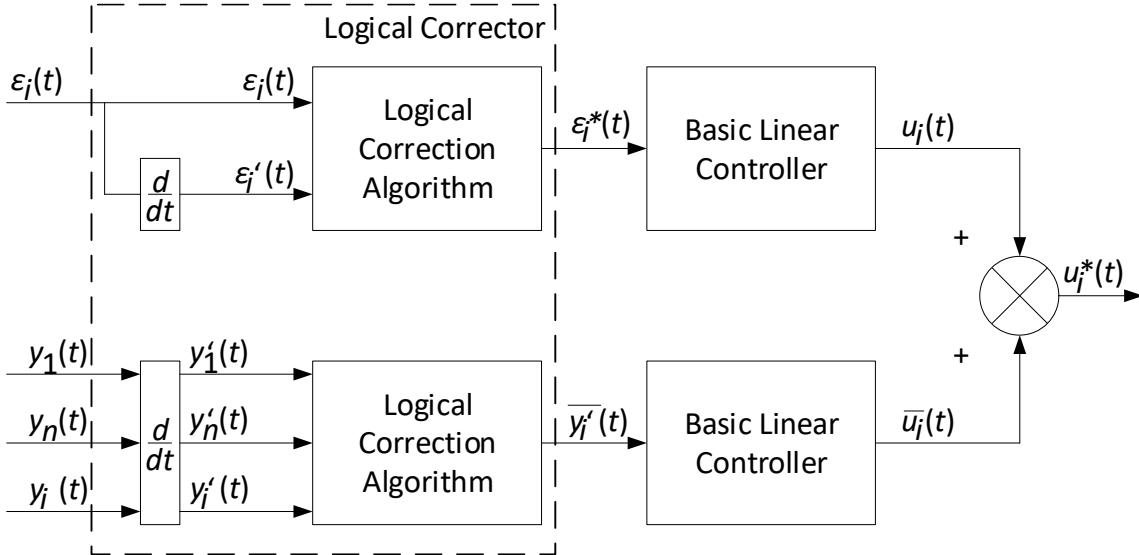 Logical Corrector
εi(t)
εi(t)
Logical
Correction
Algorithm
εi*(t)
Basic Linear
Controller
ui(t)
d
dt
εi‘(t)
+
ui*(t)
+
y1(t)
y1‘(t)
yn(t)
d
dt
yn‘(t)
Logical
Correction
Algorithm
yi‘(t)
Basic Linear
Controller
ui(t)
yi (t)
yi‘(t)